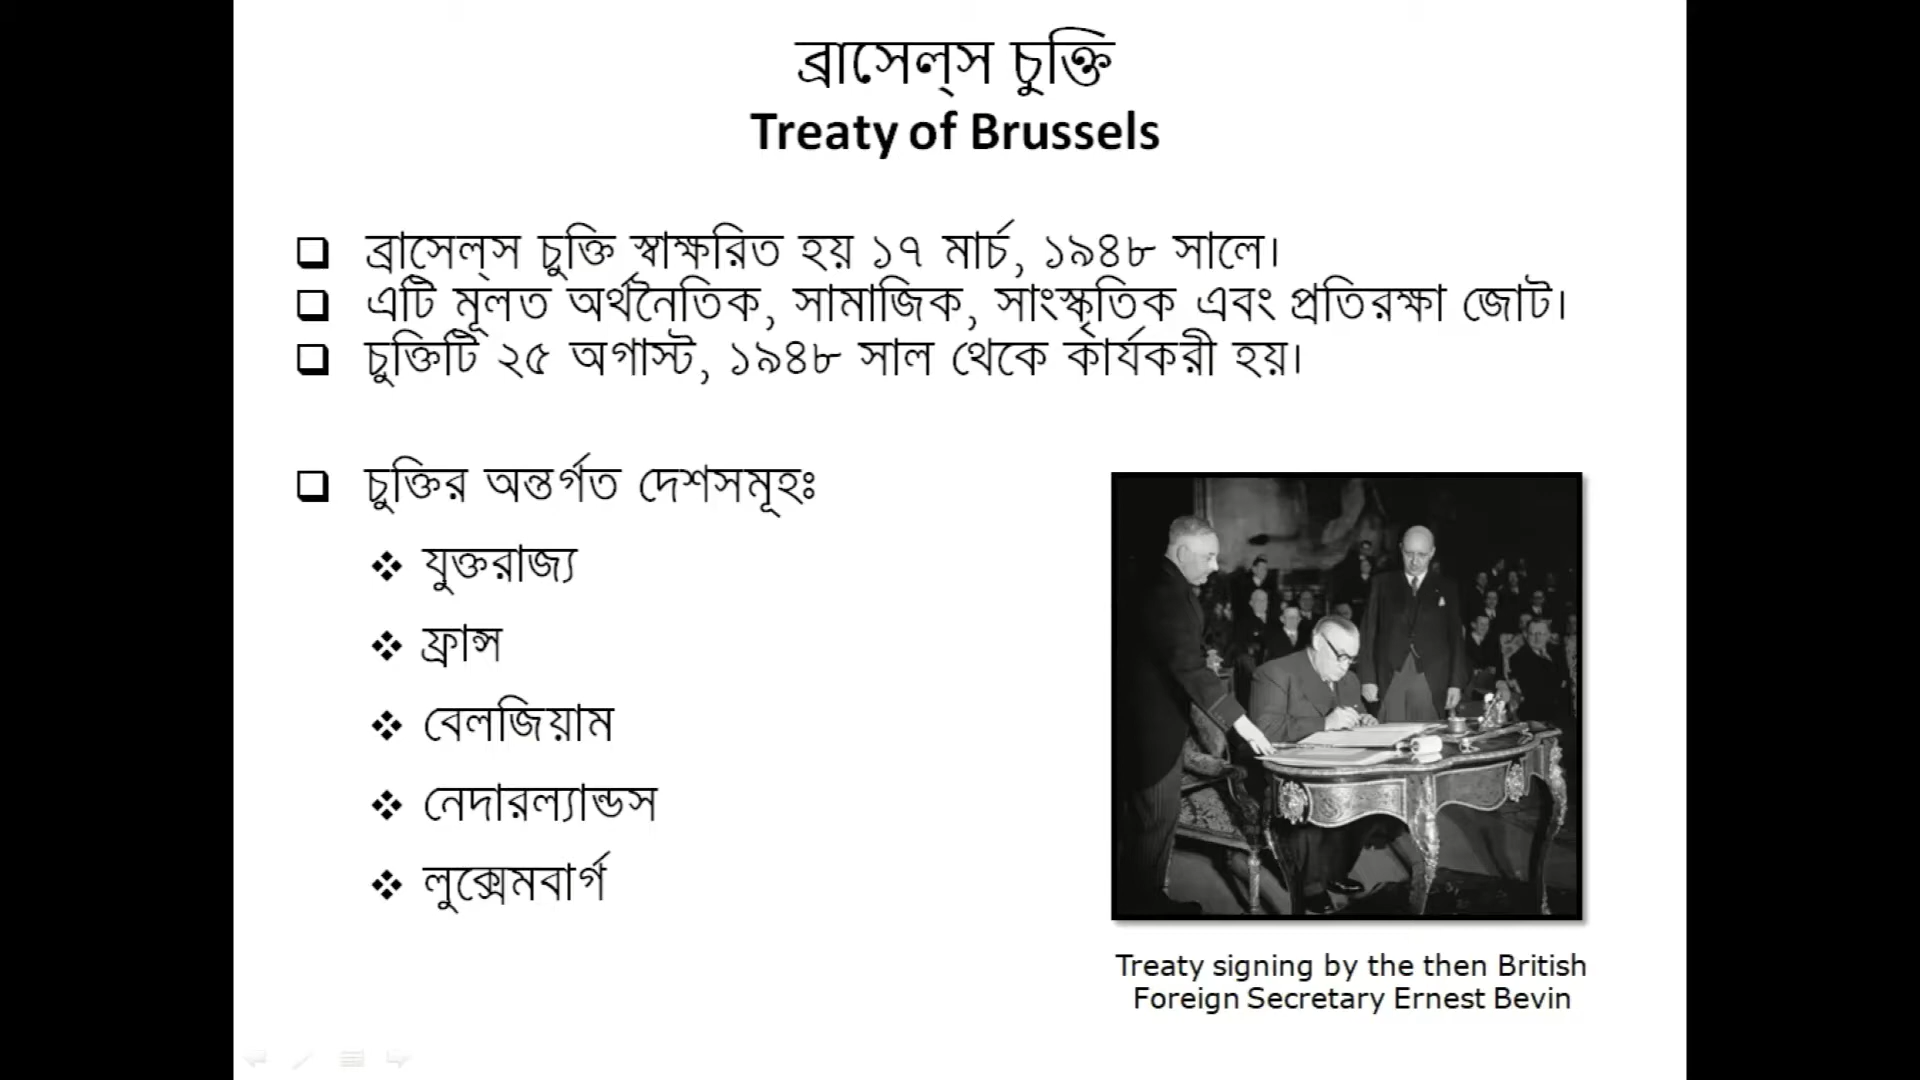 ব্রাসেল্‌স চুক্তি
Treaty of Brussels
ব্রাসেল্‌স চুক্তি স্বাক্ষরিত হয় ১৭ মার্চ, ১৯৪৮ সালে।
এটি মূলত অর্থনৈতিক, সামাজিক, সাংস্কৃতিক এবং প্রতিরক্ষা জোট।
চুক্তিটি ২৫ অগাস্ট, ১৯৪৮ সাল থেকে কার্যকরী হয়।
চুক্তির অন্তর্গত দেশসমূহঃ
যুক্তরাজ্য
ফ্রান্স
বেলজিয়াম
নেদারল্যান্ডস
লুক্সেমবার্গ
Treaty signing by the then British
Foreign Secretary Ernest Bevin